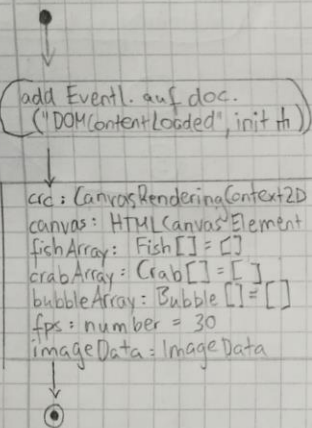 add Eventl. auf doc.
("DOMContentLoaded", init ⋔)
crc : CanvasRenderingContext2D
canvas : HTMLCanvasElement
fishArray : Fish[] = []
crabArray : Crab[] = []
bubbleArray : Bubble[] = []
fps : number = 30
imageData : ImageData